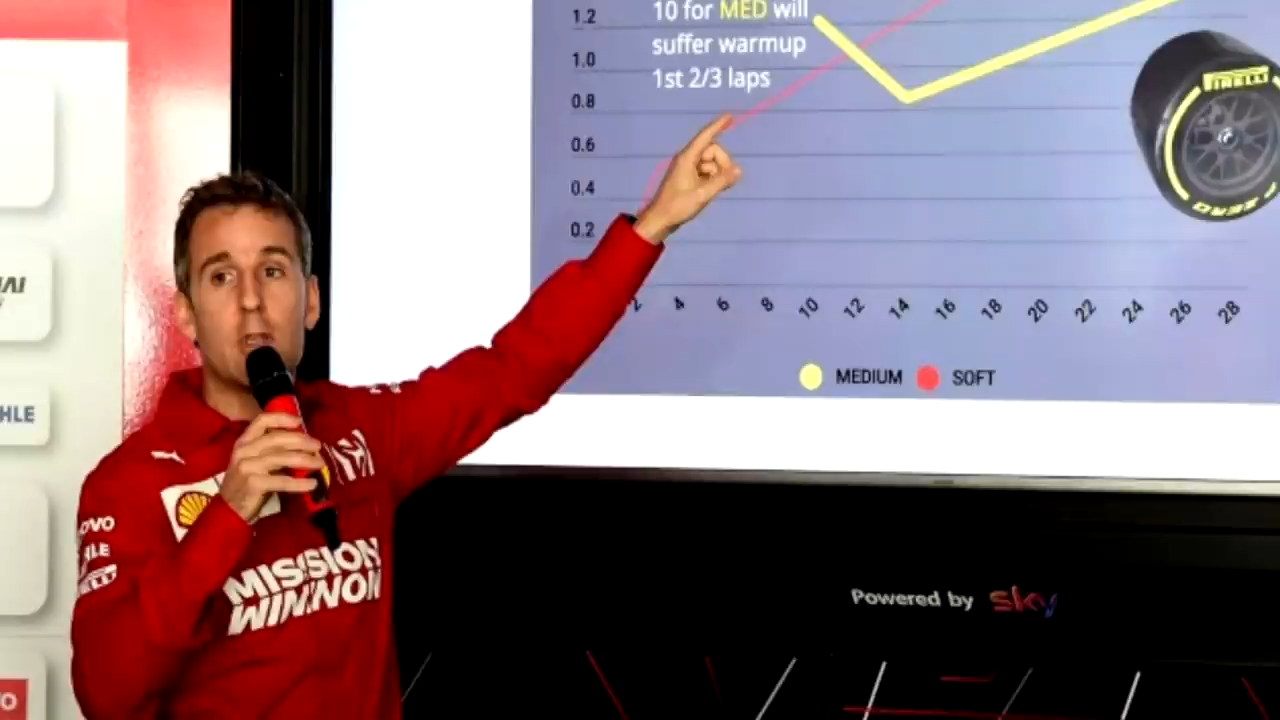 1.2
10 for MED will
suffer warmup
1st 2/3 laps
1.0
0.8
0.6
0.4
0.2
2 4 6 8 10 12 14 16 18 20 22 24 26 28
MEDIUM SOFT
PIRELLI
HLE
OVO
MISSION
WINNOW
Powered by sky